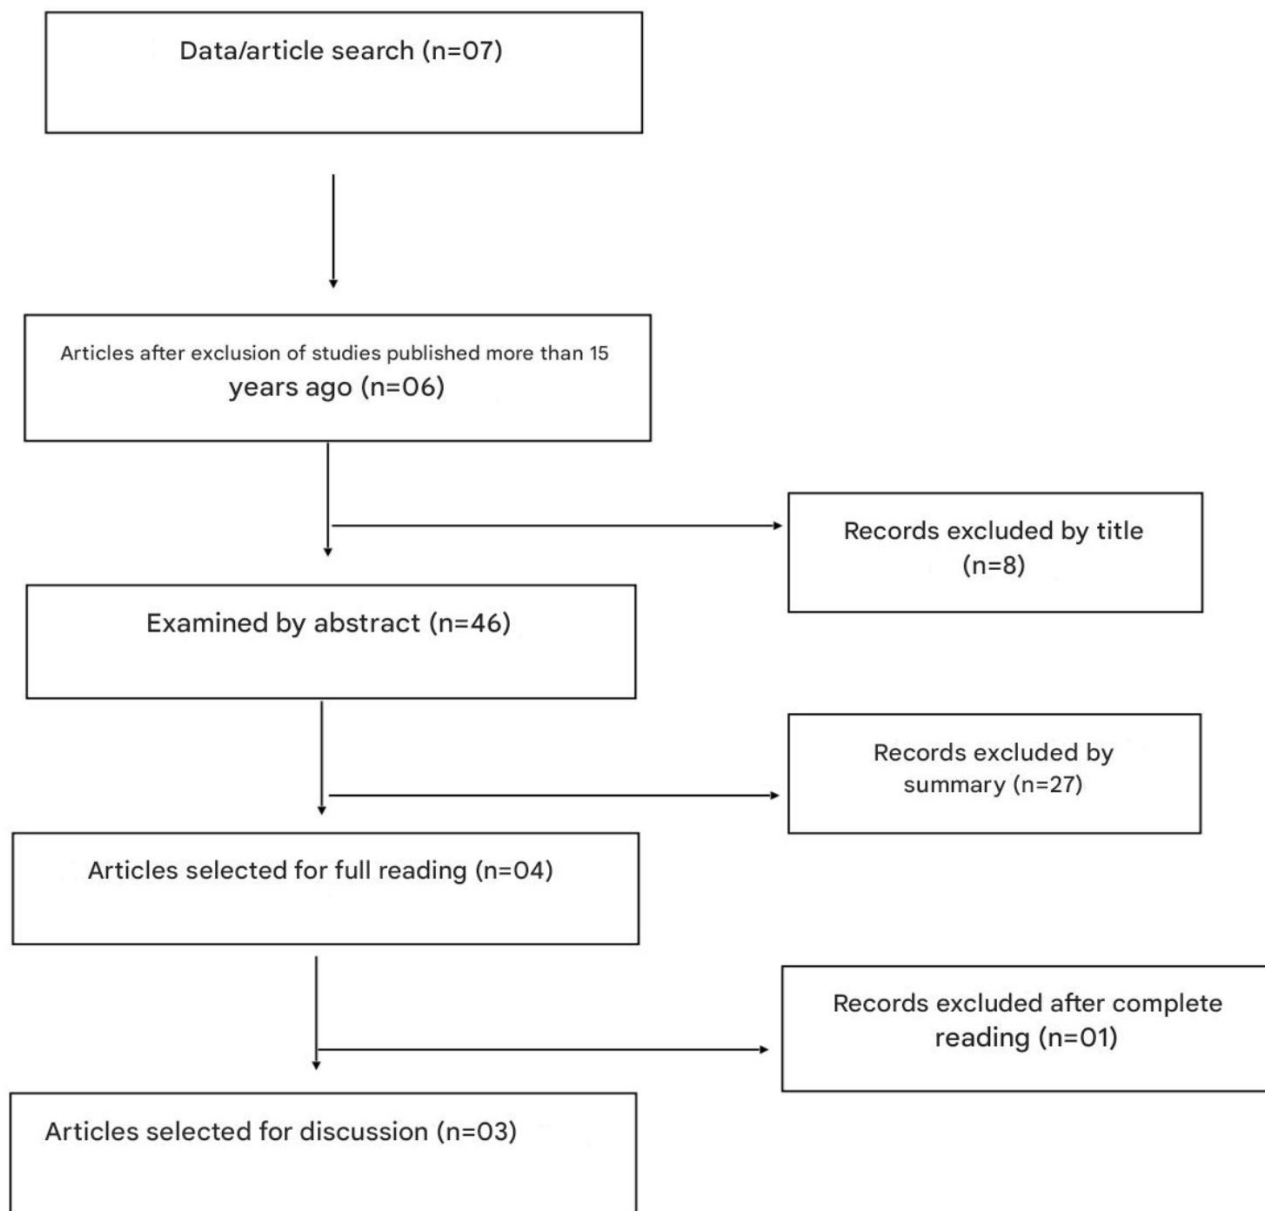 Data/article search (n=07)
Articles after exclusion of studies published more than 15
years ago (n=06)
Records excluded by title
(n=8)
Examined by abstract (n=46)
Records excluded by
summary (n=27)
Articles selected for full reading (n=04)
Records excluded after complete
reading (n=01)
Articles selected for discussion (n=03)